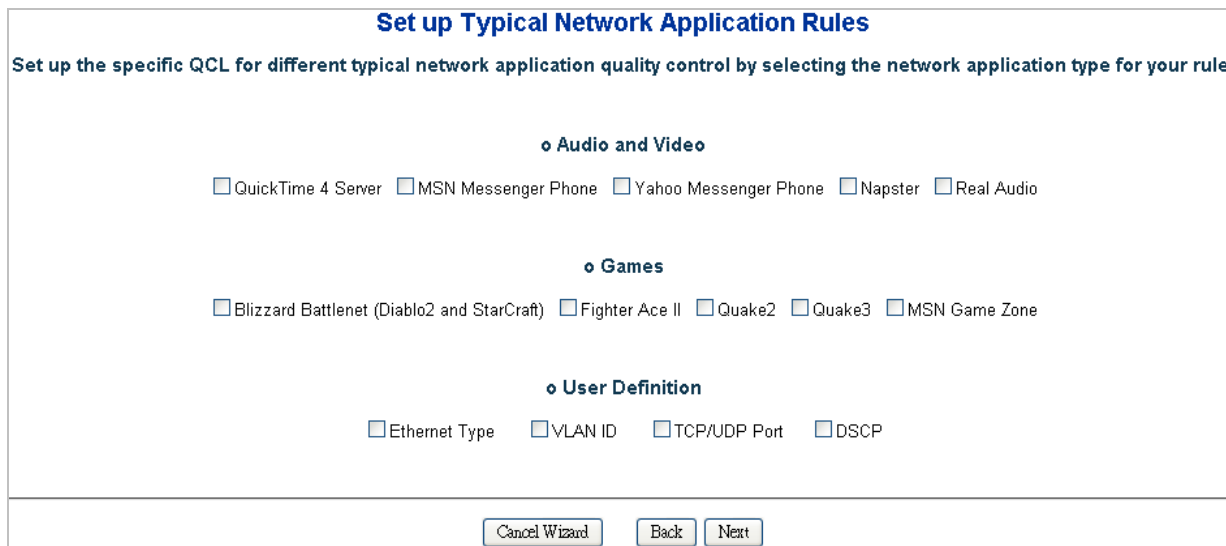 Set up Typical Network Application Rules
Set up the specific QCL for different typical network application quality control by selecting the network application type for your rule
o Audio and Video
QuickTime 4 Server MSN Messenger Phone Yahoo Messenger Phone Napster Real Audio
o Games
Blizzard Battlenet (Diablo2 and StarCraft) Fighter Ace II Quake2 Quake3 MSN Game Zone
o User Definition
Ethernet Type VLAN ID TCP/UDP Port DSCP
Cancel Wizard Back Next